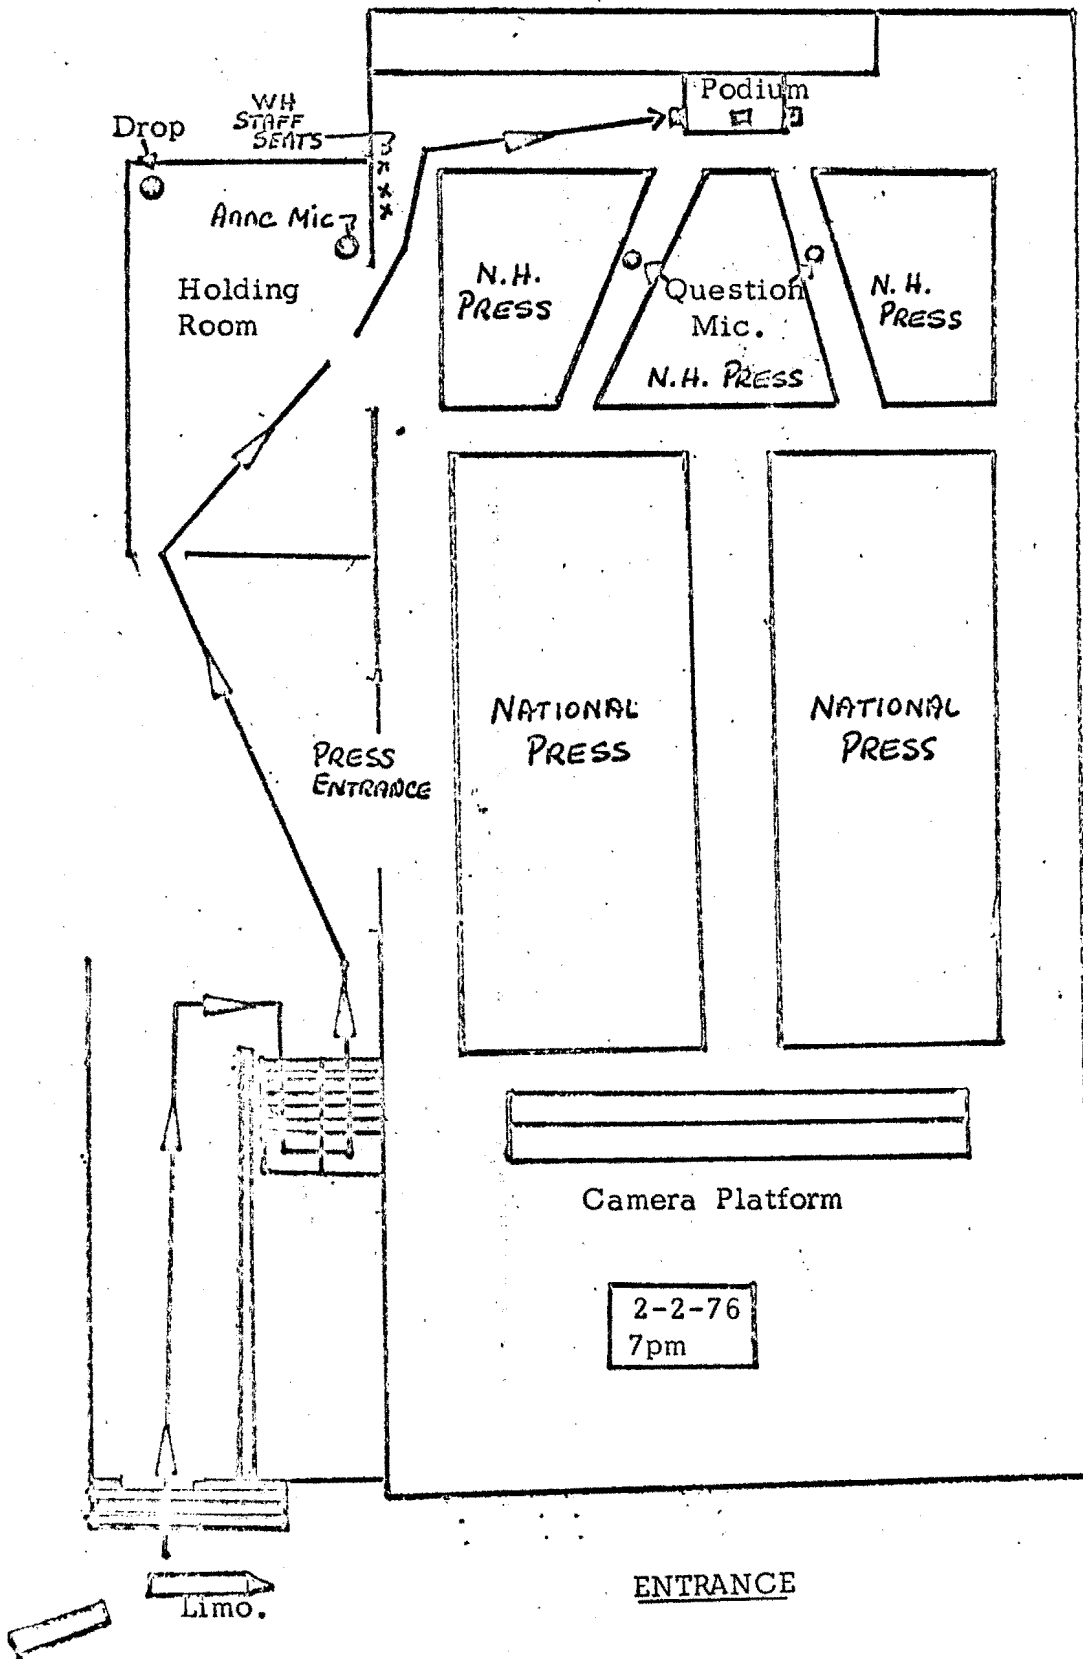 Podium
WH
STAFF
SEATS
Drop
Annc Mic
Holding
Room
N.H.
PRESS
Question
Mic.
N.H. PRESS
N.H.
PRESS
NATIONAL
PRESS
NATIONAL
PRESS
PRESS
ENTRANCE
Camera Platform
2-2-76
7pm
ENTRANCE
Limo.